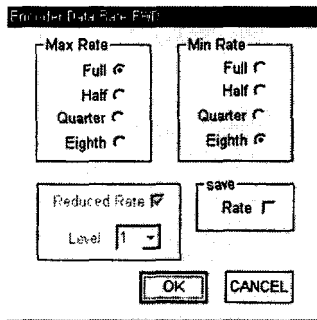 Encoder Data Rate FWD
Max Rate
Full
Half
Quarter
Eighth
Min Rate
Full
Half
Quarter
Eighth
Reduced Rate
Level 1
save
Rate
OK
CANCEL